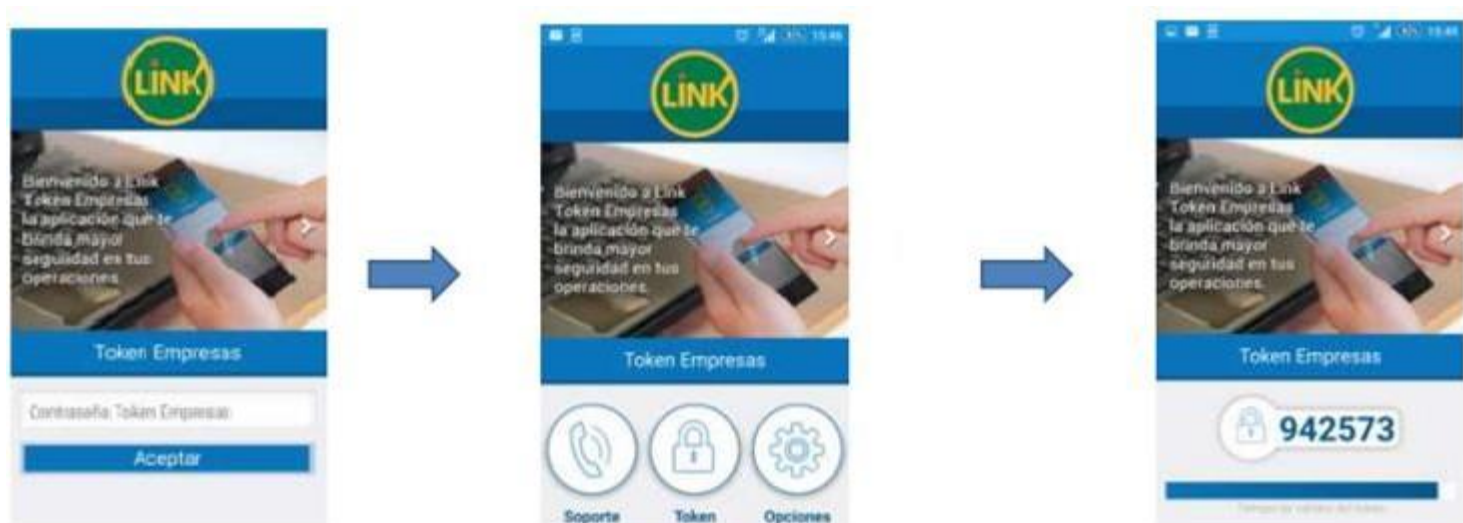 LINK
Bienvenido a Link
Token Empresas
la aplicación que te
brinda mayor
seguridad en tus
operaciones.
Token Empresas
Contraseña Token Empresas
Aceptar
15:46
LINK
Bienvenido a Link
Token Empresas
la aplicación que te
brinda mayor
seguridad en tus
operaciones.
Token Empresas
Soporte Token Opciones
LINK
Bienvenido a Link
Token Empresas
la aplicación que te
brinda mayor
seguridad en tus
operaciones.
Token Empresas
942573